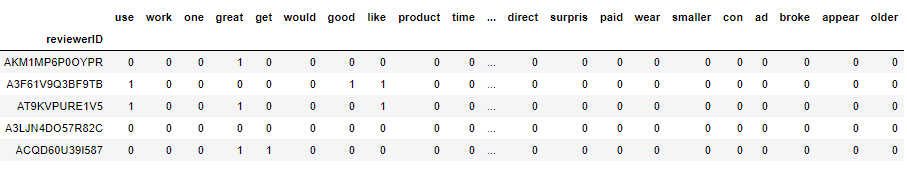 use work one great get would good like product time ... direct surpris paid wear smaller con ad broke appear older
reviewerID
AKM1MP6P0OYPR 0 0 0 1 0 0 0 0 0 0 ... 0 0 0 0 0 0 0 0 0 0
A3F61V9Q3BF9TB 1 0 0 0 0 0 1 1 0 0 ... 0 0 0 0 0 0 0 0 0 0
AT9KVPURE1V5 1 0 0 1 0 0 0 1 0 0 ... 0 0 0 0 0 0 0 0 0 0
A3LJN4DO57R82C 0 0 0 0 0 0 0 0 0 0 ... 0 0 0 0 0 0 0 0 0 0
ACQD60U39I587 0 0 0 1 1 0 0 0 0 0 ... 0 0 0 0 0 0 0 0 0 0